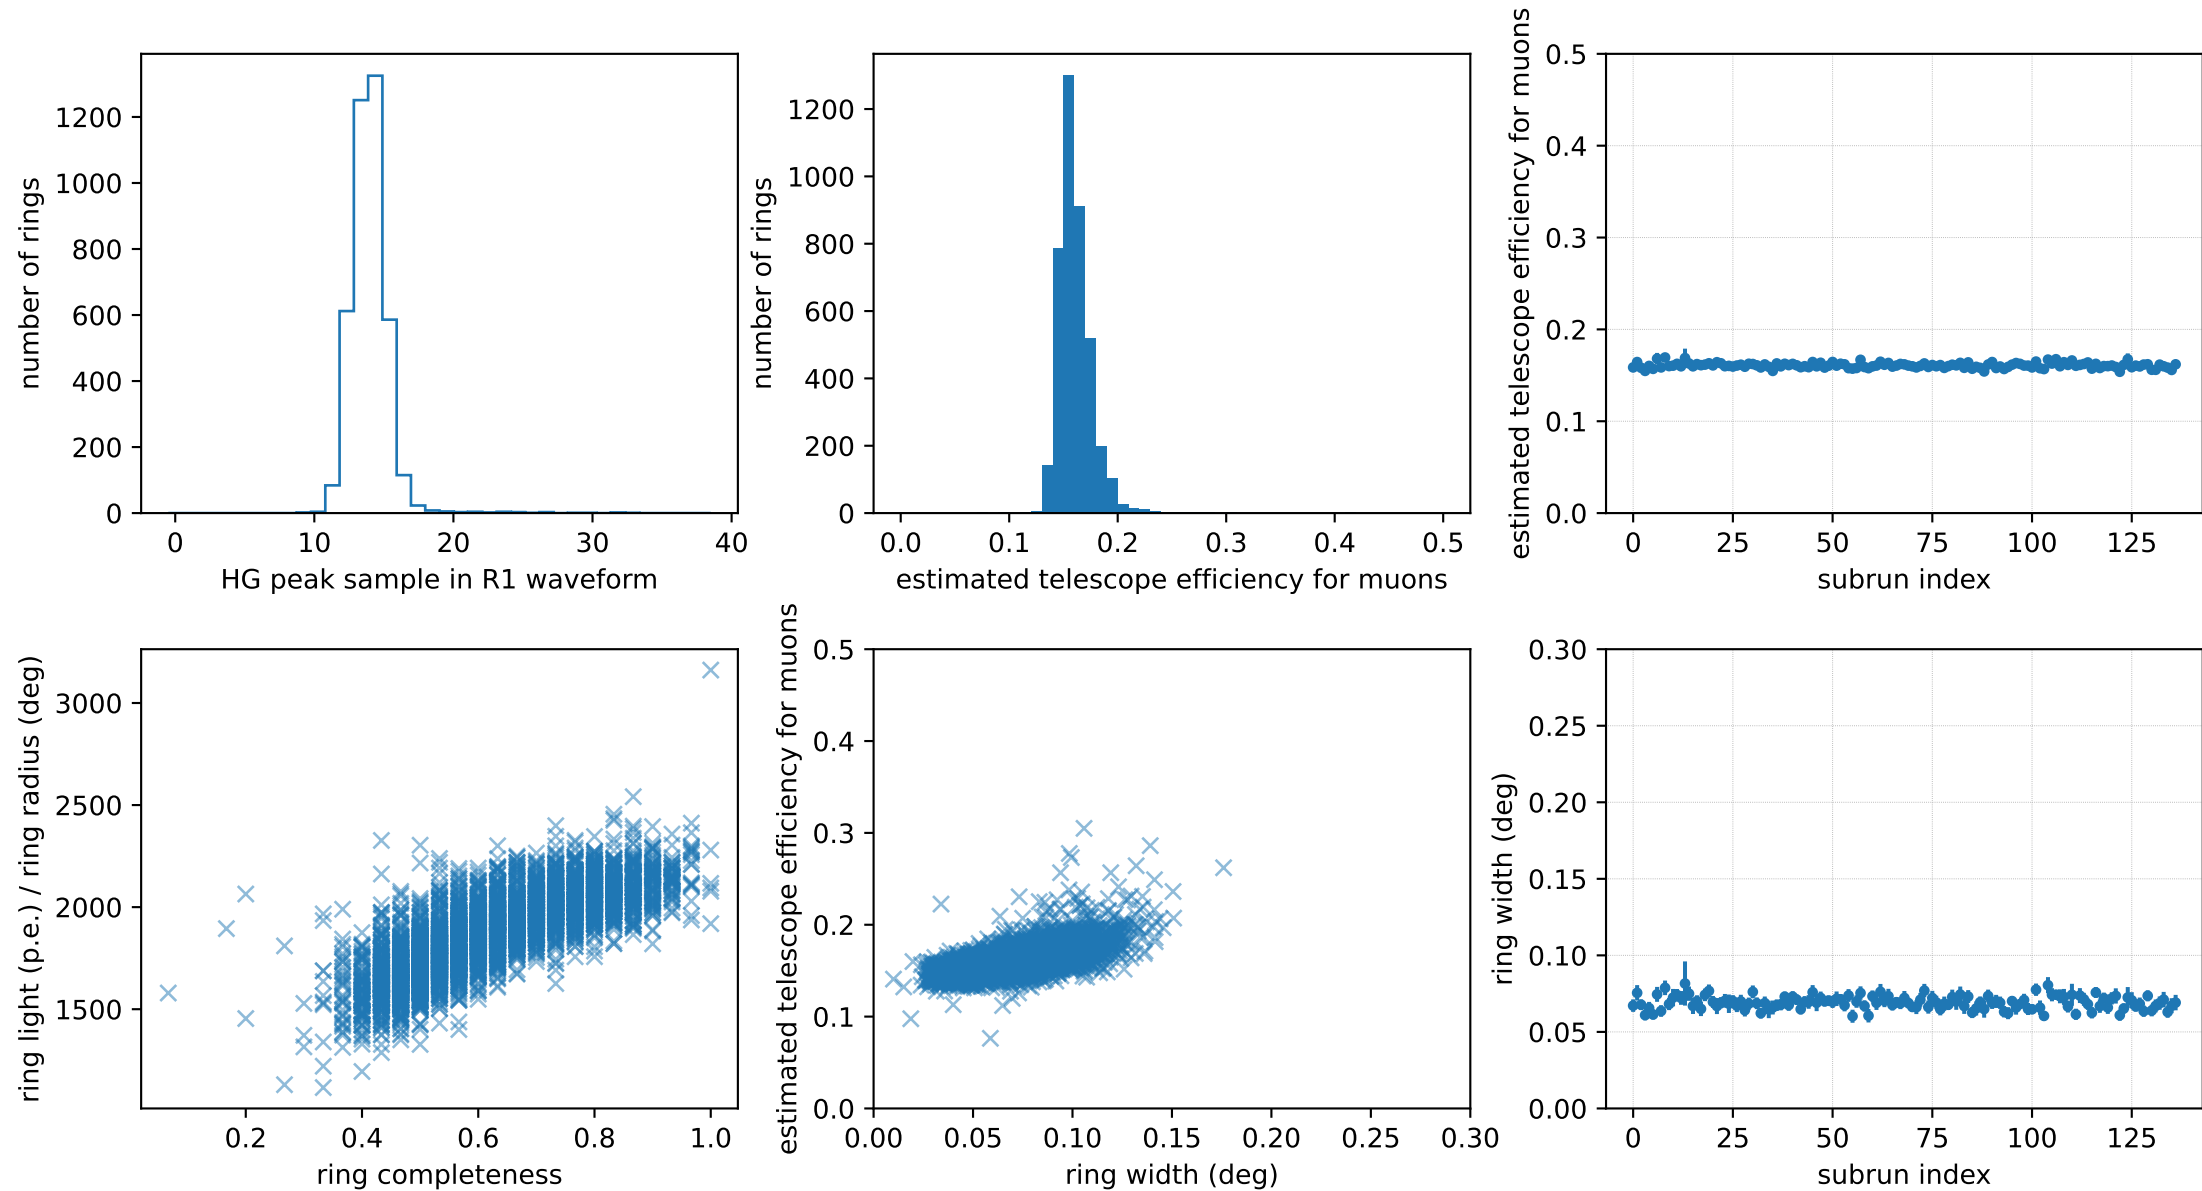 number of rings
1200
1000
800
600
400
200
0
0 10 20 30 40
HG peak sample in R1 waveform
number of rings
1200
1000
800
600
400
200
0
0.0 0.1 0.2 0.3 0.4 0.5
estimated telescope efficiency for muons
estimated telescope efficiency for muons
0.5
0.4
0.3
0.2
0.1
0.0
0 25 50 75 100 125
subrun index
ring light (p.e.) / ring radius (deg)
3000
2500
2000
1500
0.2 0.4 0.6 0.8 1.0
ring completeness
estimated telescope efficiency for muons
0.5
0.4
0.3
0.2
0.1
0.0
0.00 0.05 0.10 0.15 0.20 0.25 0.30
ring width (deg)
ring width (deg)
0.30
0.25
0.20
0.15
0.10
0.05
0.00
0 25 50 75 100 125
subrun index